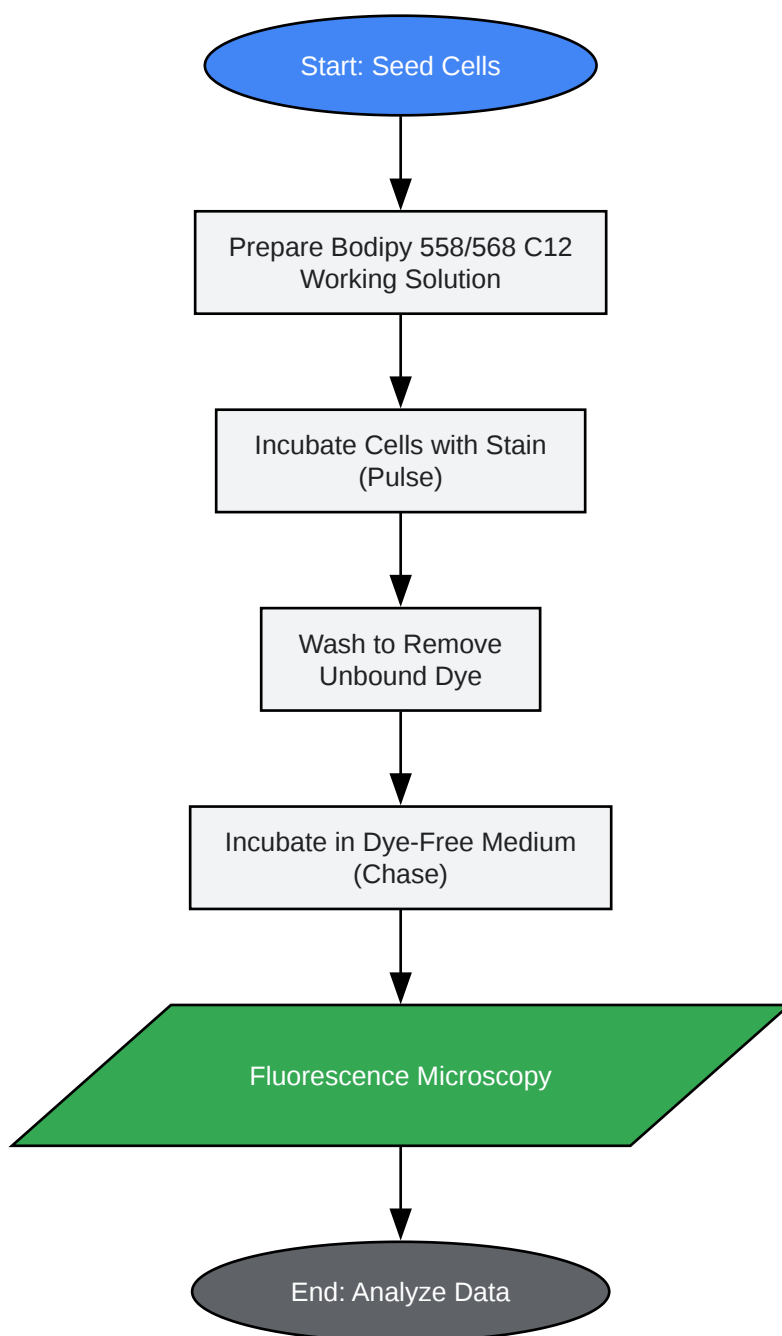 Start: Seed Cells
Prepare Bodipy 558/568 C12
Working Solution
Incubate Cells with Stain
(Pulse)
Wash to Remove
Unbound Dye
Incubate in Dye-Free Medium
(Chase)
Fluorescence Microscopy
End: Analyze Data